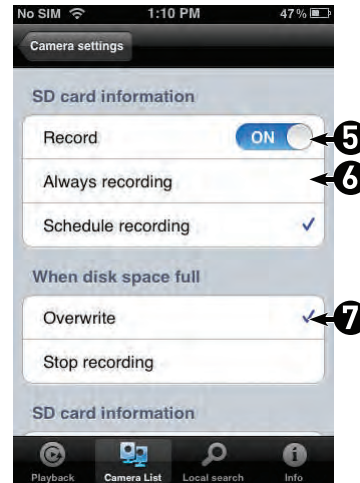 No SIM 1:10 PM 47%
Camera settings
SD card information
Record ON 5
Always recording 6
Schedule recording
When disk space full
Overwrite 7
Stop recording
SD card information
Playback Camera List Local search Info